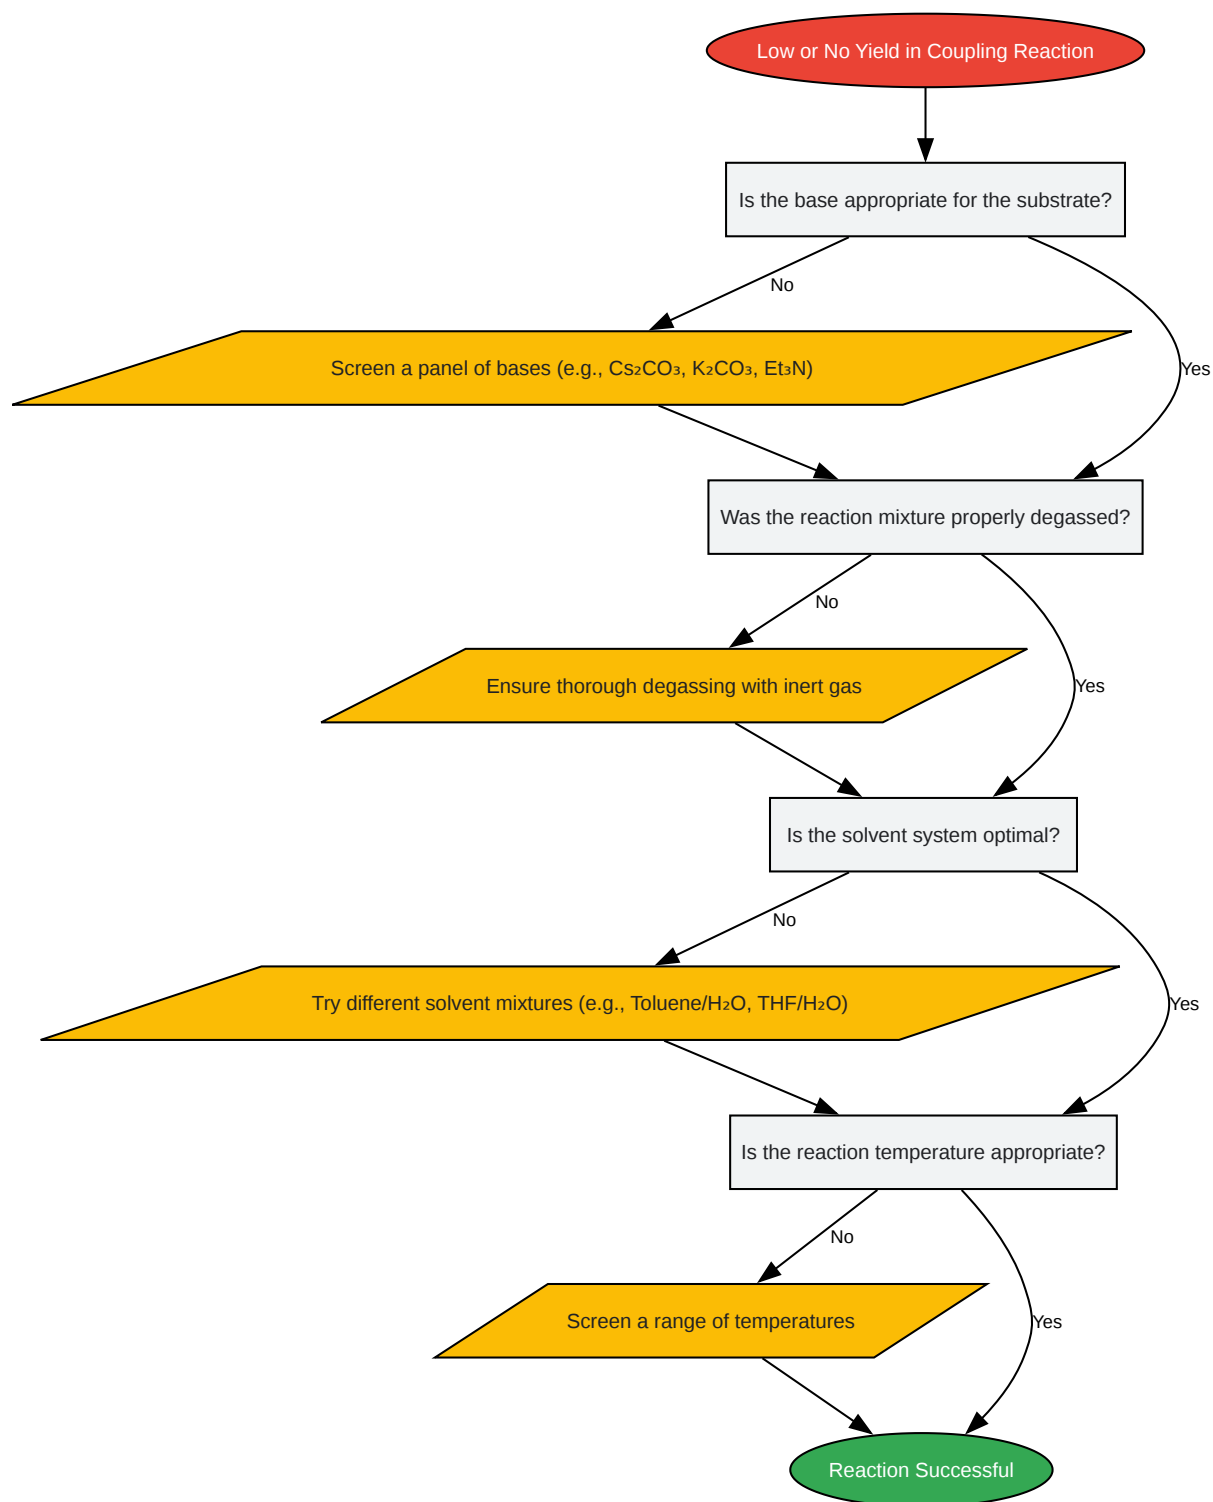 Low or No Yield in Coupling Reaction
Is the base appropriate for the substrate?
No
Screen a panel of bases (e.g., Cs₂CO₃, K₂CO₃, Et₃N)
Yes
Was the reaction mixture properly degassed?
No
Ensure thorough degassing with inert gas
Yes
Is the solvent system optimal?
No
Try different solvent mixtures (e.g., Toluene/H₂O, THF/H₂O)
Yes
Is the reaction temperature appropriate?
No
Screen a range of temperatures
Yes
Reaction Successful